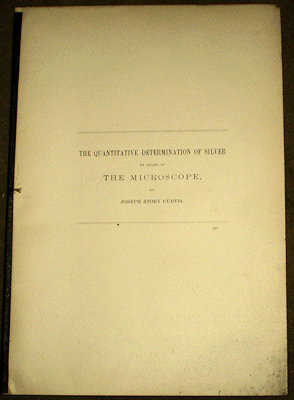 THE QUANTITATIVE DETERMINATION OF SILVER
BY MEANS OF
THE MICROSCOPE,
BY
JOSEPH STORY CURTIS.